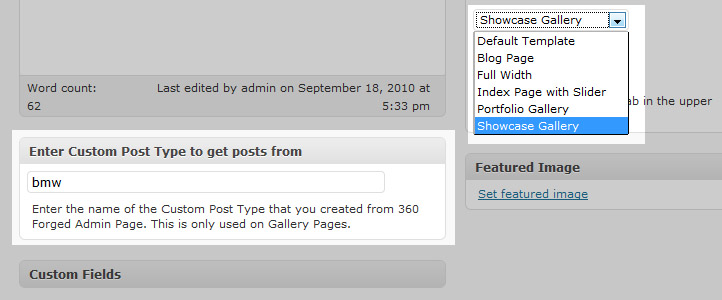 Word count: Last edited by admin on September 18, 2010 at
62 5:33 pm
Enter Custom Post Type to get posts from
bmw
Enter the name of the Custom Post Type that you created from 360
Forged Admin Page. This is only used on Gallery Pages.
Custom Fields
Showcase Gallery
Default Template
Blog Page
Full Width
Index Page with Slider
Portfolio Gallery
Showcase Gallery
ab in the upper
Featured Image
Set featured image